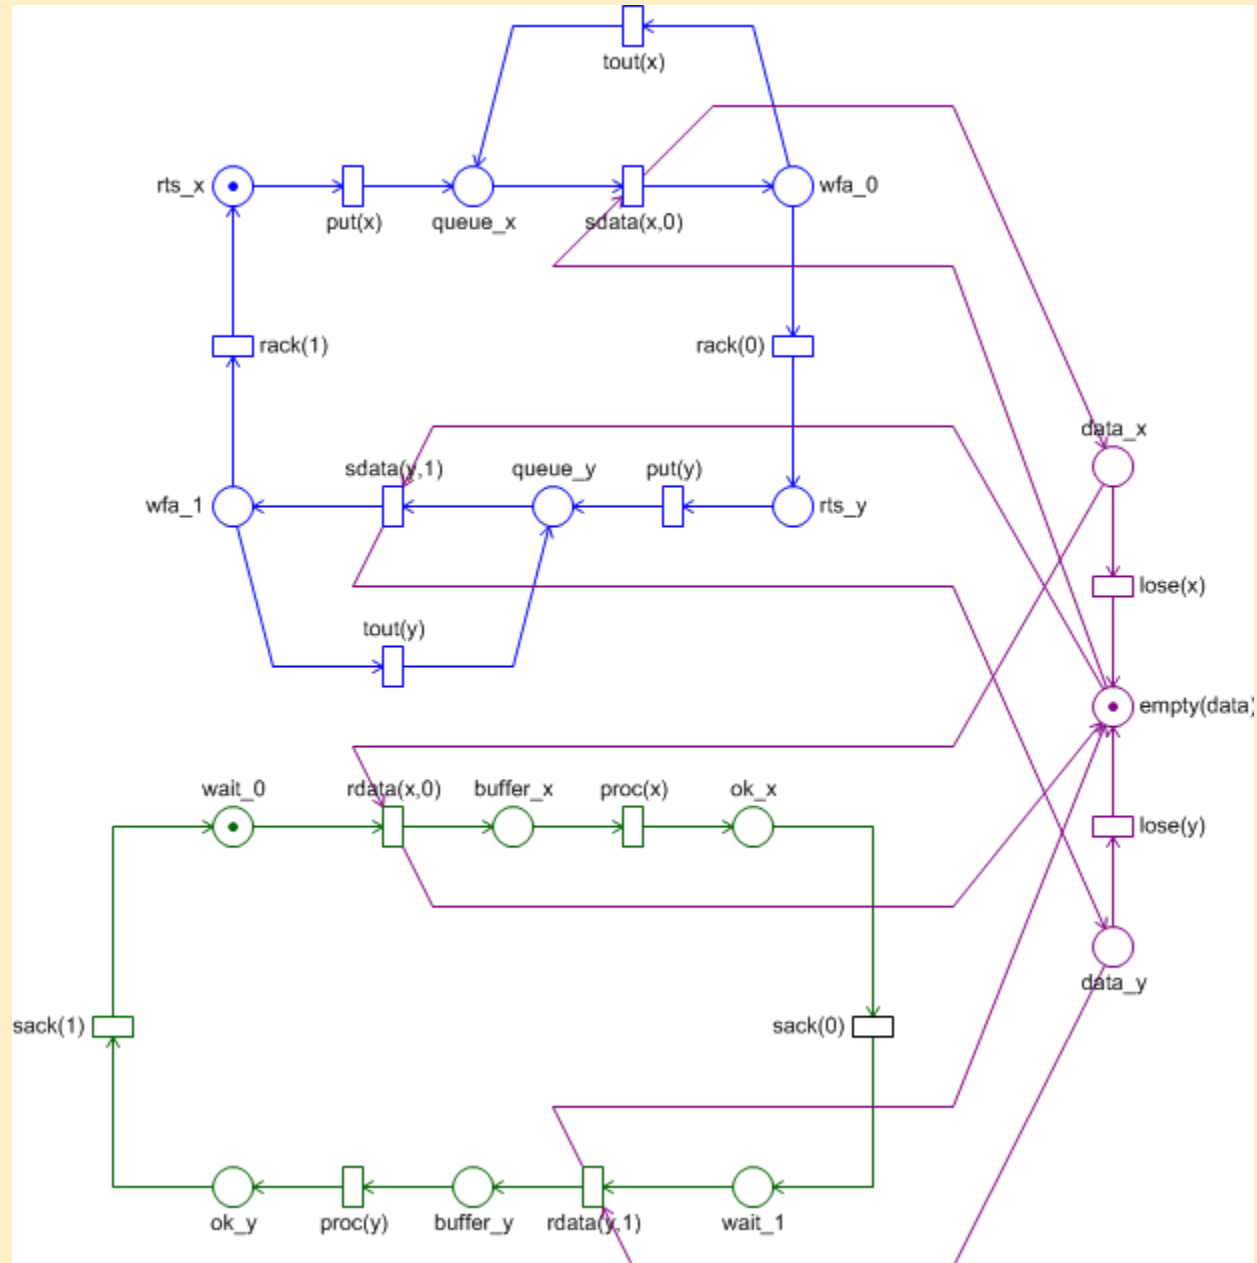 tout(x)
rts_x
put(x)
queue_x
sdata(x,0)
wfa_0
rack(1)
rack(0)
data_x
sdata(y,1)
queue_y
put(y)
wfa_1
rts_y
lose(x)
tout(y)
empty(data)
wait_0
rdata(x,0)
buffer_x
proc(x)
ok_x
lose(y)
data_y
sack(1)
sack(0)
ok_y
proc(y)
buffer_y
rdata(y,1)
wait_1